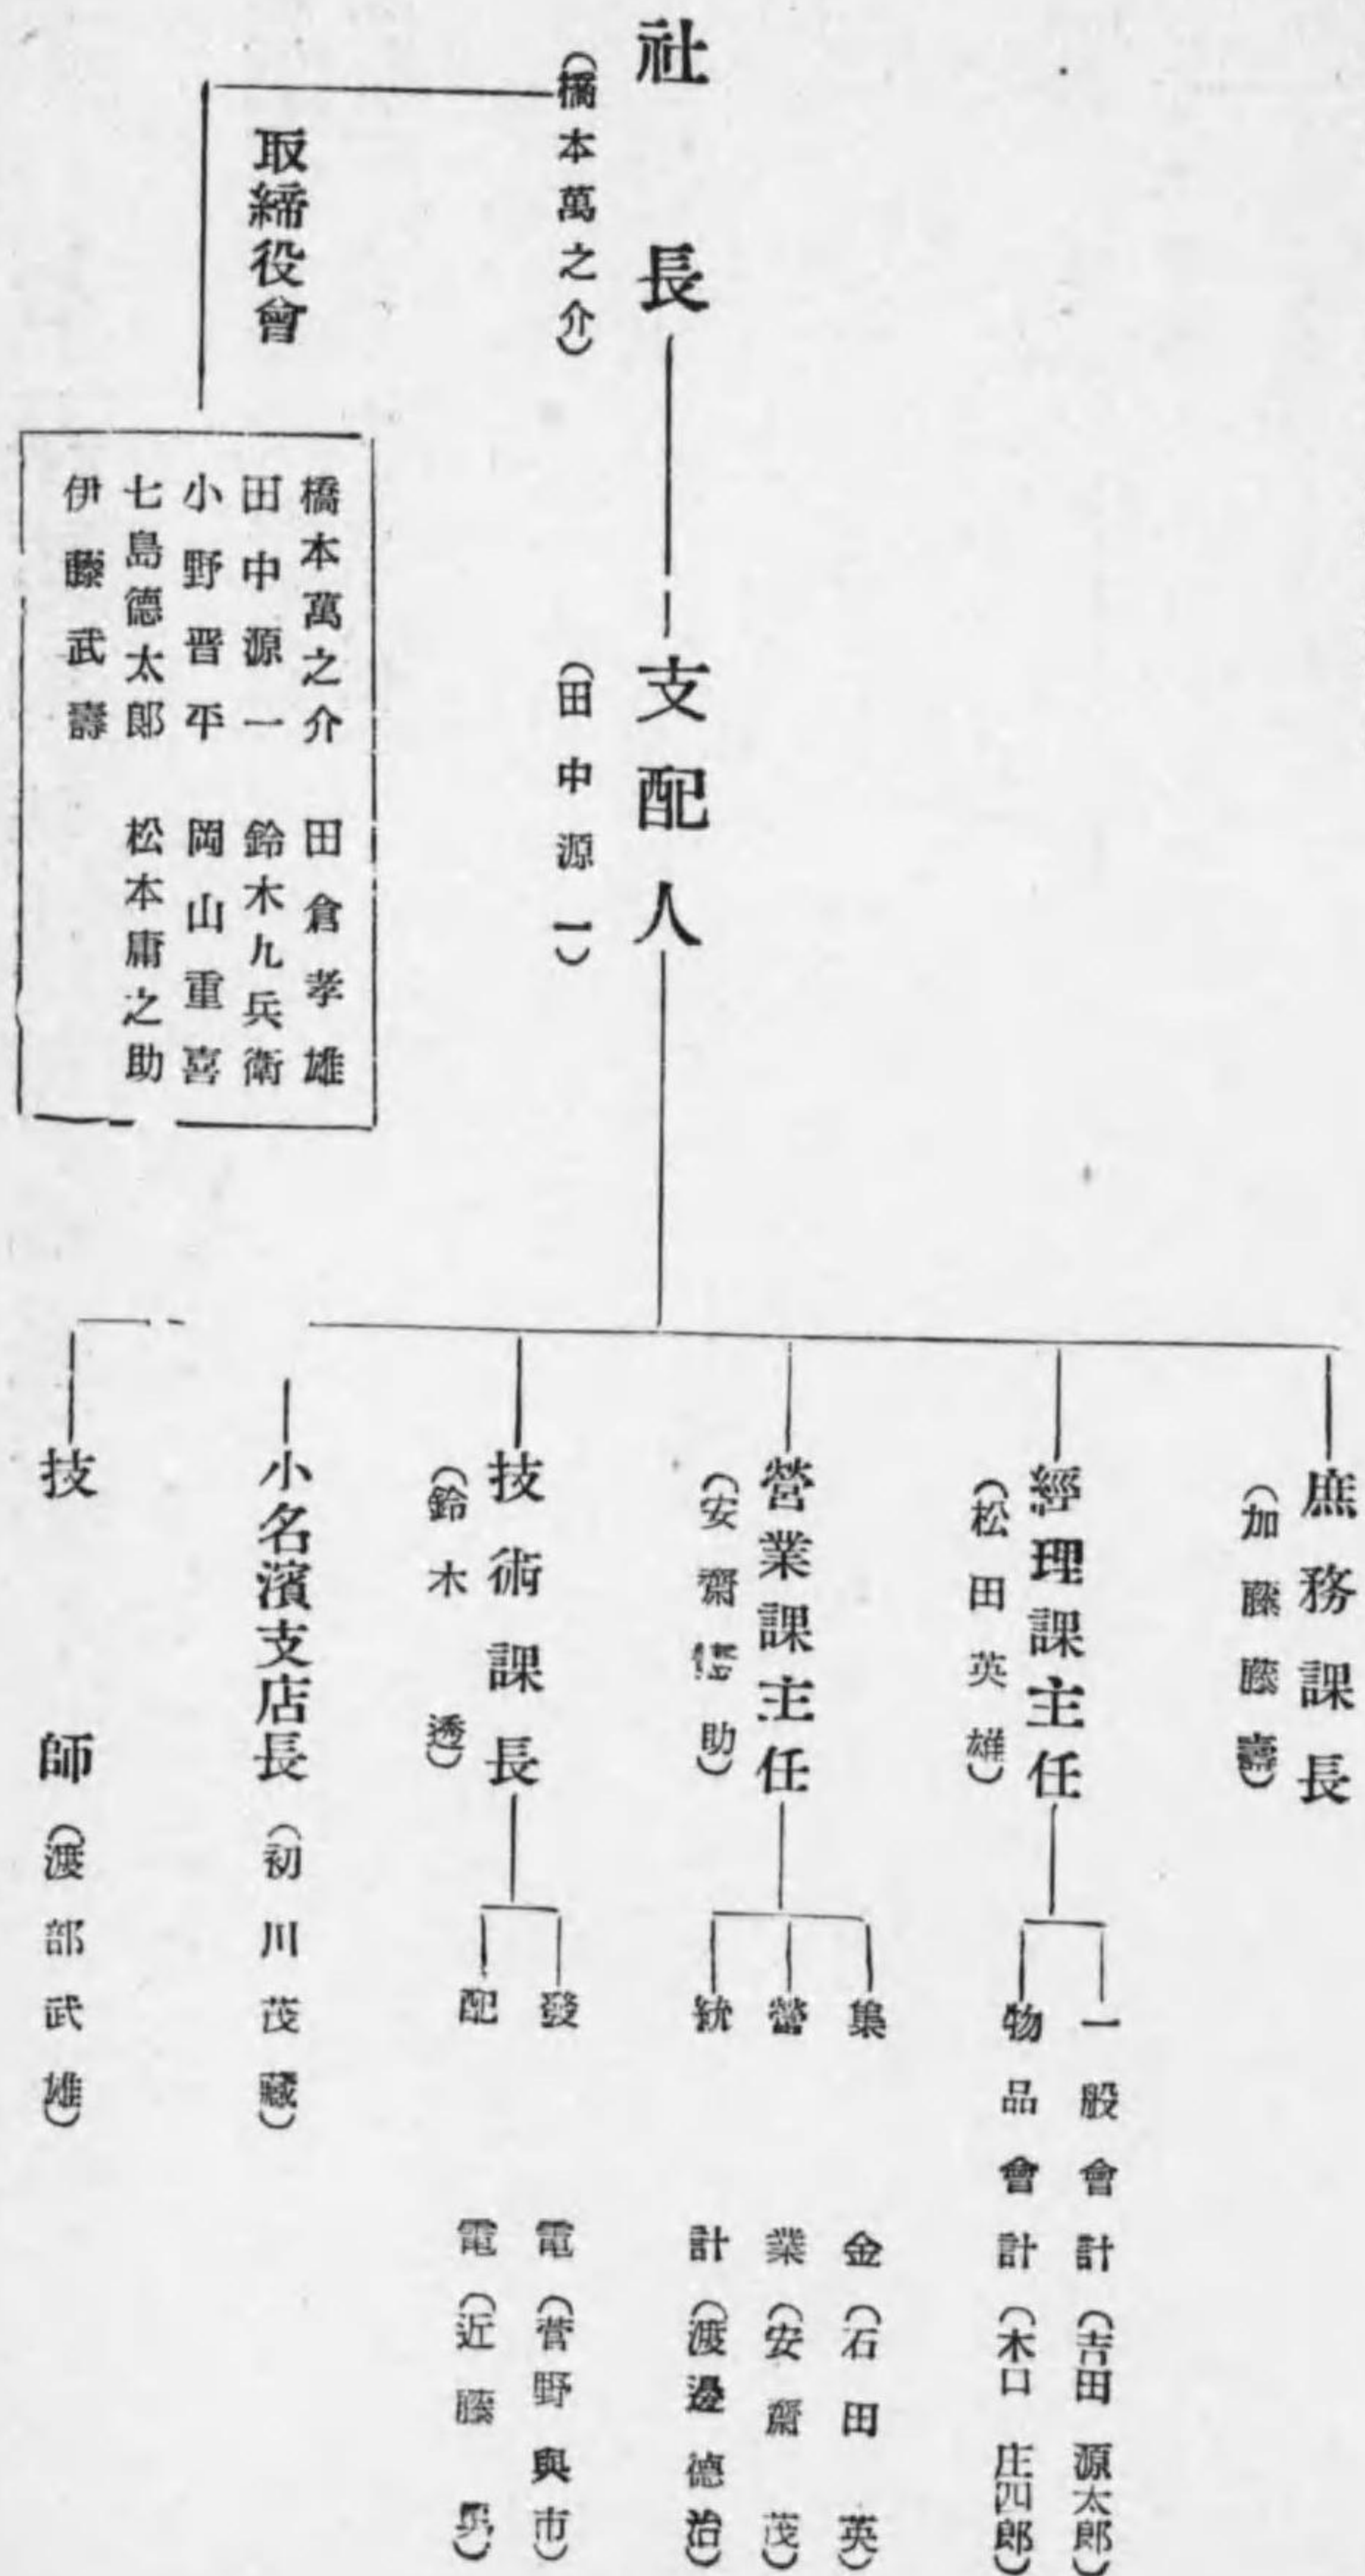 社長
(橋本萬之介)
取締役會
橋本萬之介 田倉孝雄
田中源一 鈴木九兵衞
小野晋平 岡山重喜
七島德太郎 松本庸之助
伊藤武壽
支配人
(田中源一)
庶務課長
(加藤藤壽)
經理課主任
(松田英雄)
一般會計(吉田源太郎)
物品會計(木口庄四郎)
營業課主任
(安齋 助)
集金(石田英)
營業(安齋茂)
統計(渡邊德治)
技術課長
(鈴木透)
發電(菅野與市)
配電(近藤 )
小名濱支店長(初川茂藏)
技師(渡部武雄)